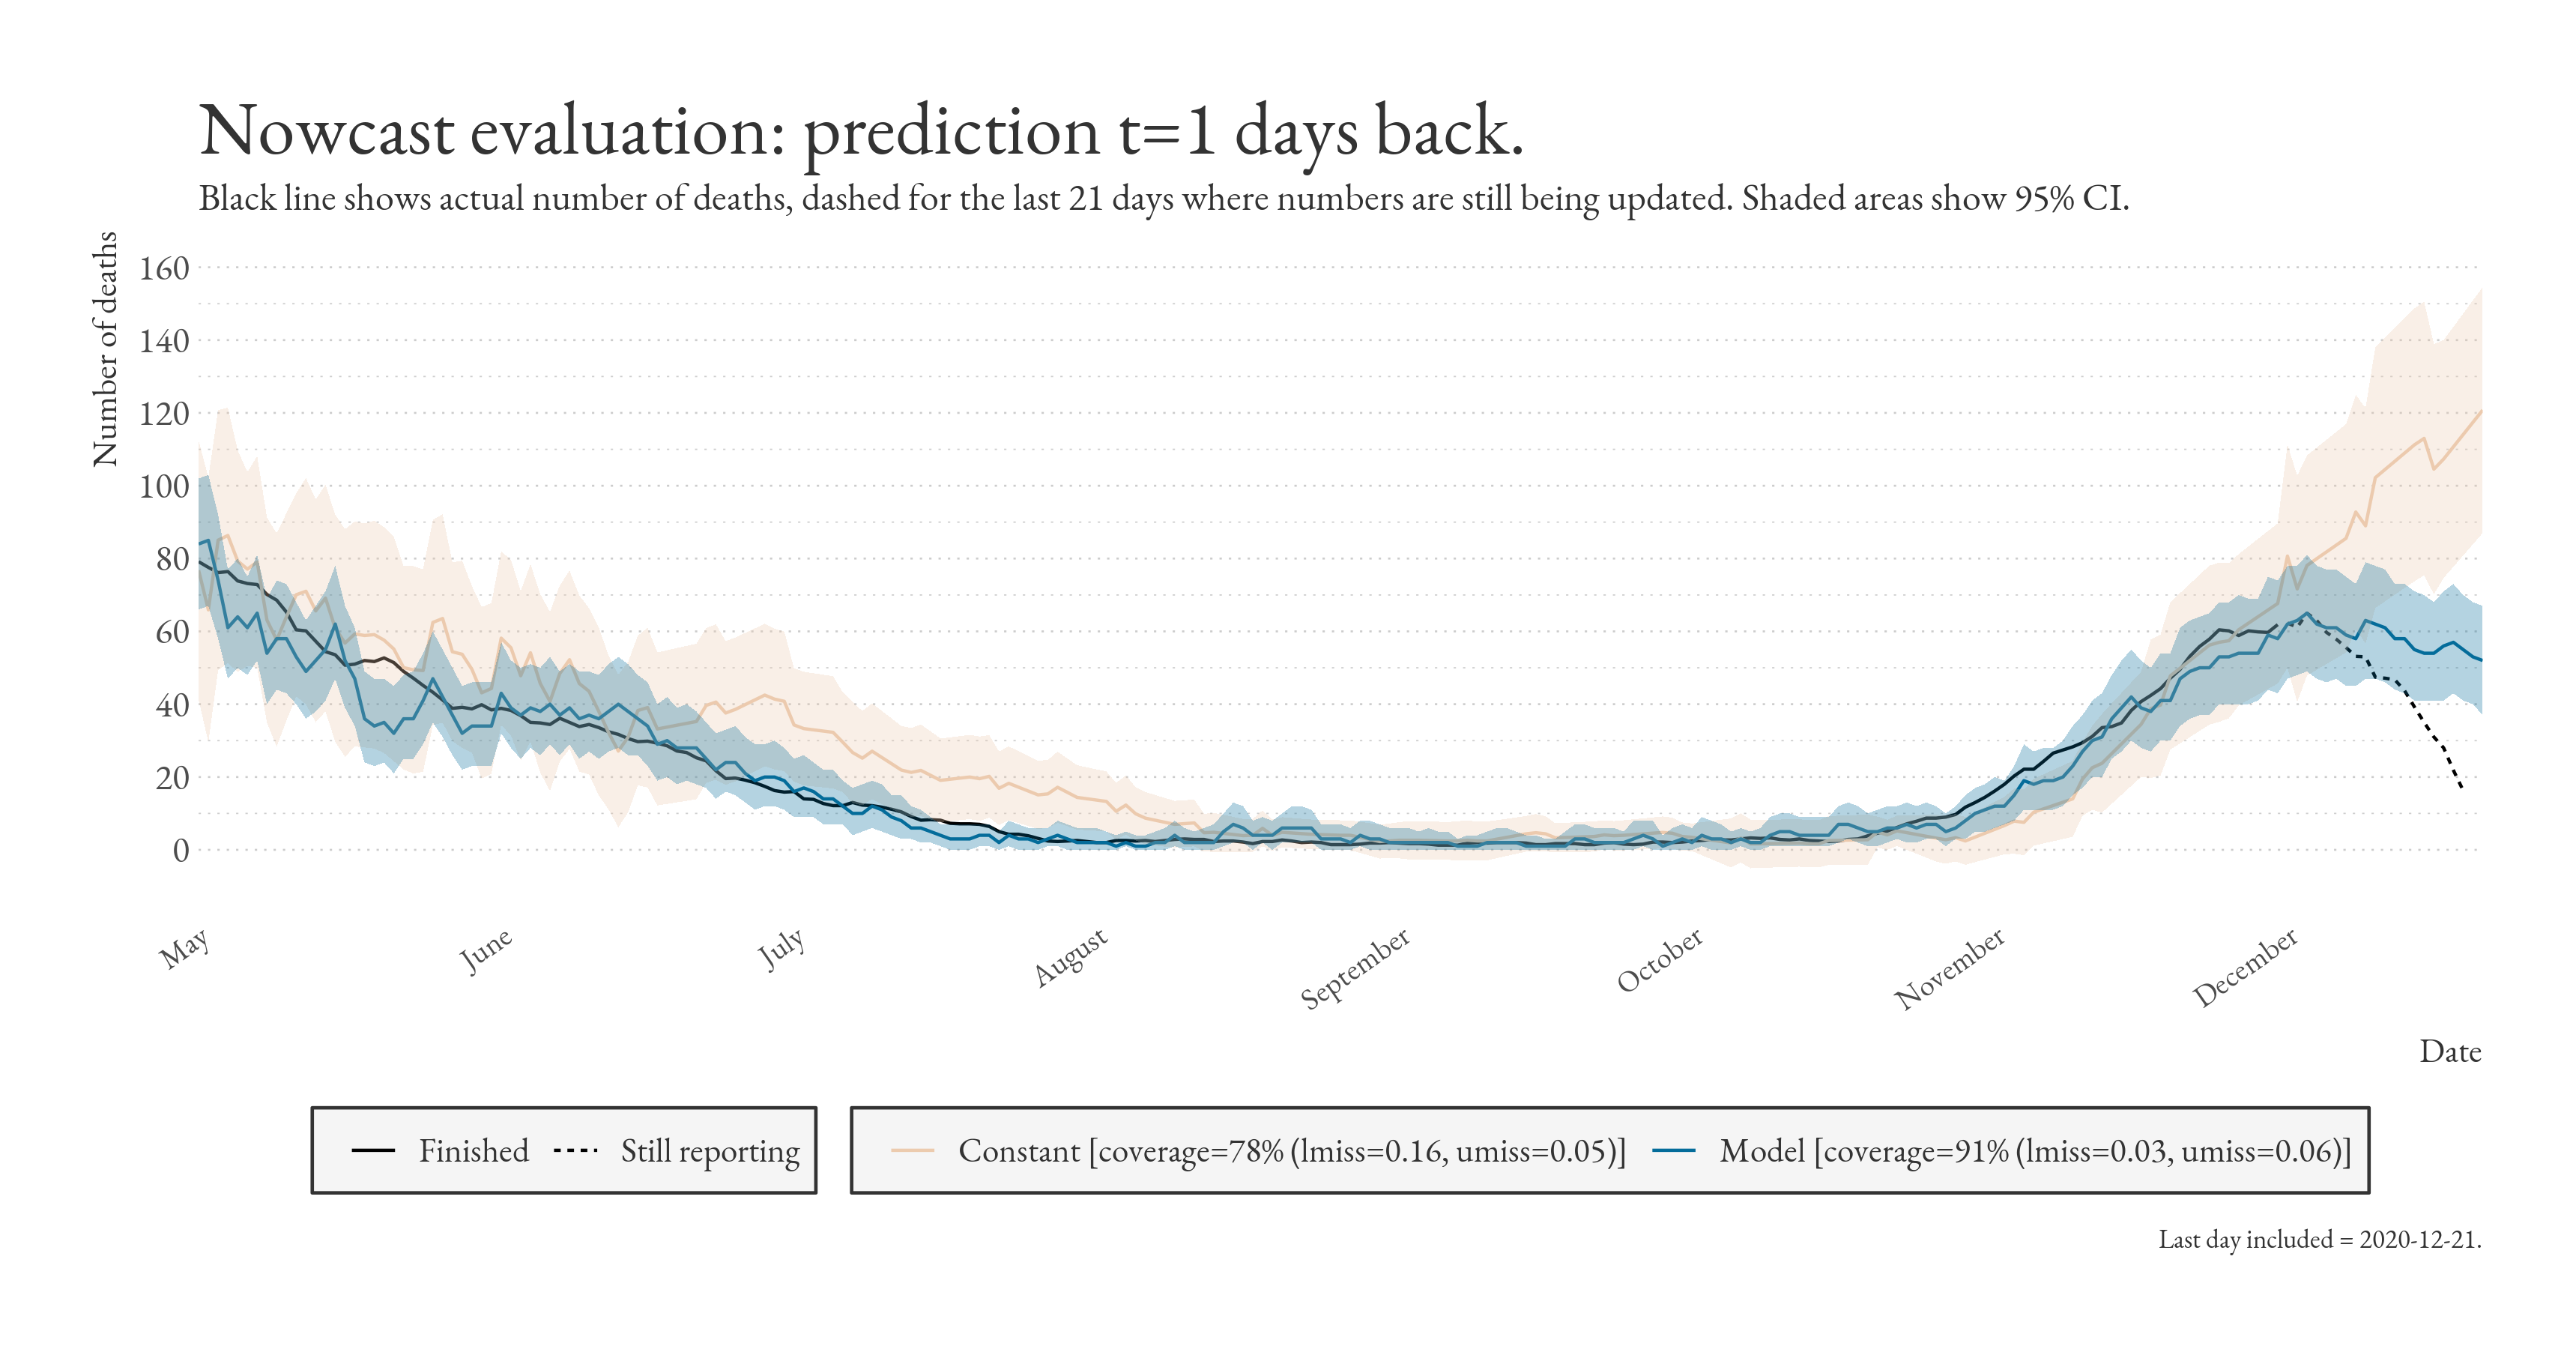 Nowcast evaluation: prediction t=1 days back.
Black line shows actual number of deaths, dashed for the last 21 days where numbers are still being updated. Shaded areas show 95% CI.
Number of deaths
160
140
120
100
80
60
40
20
0
May
June
July
August
September
October
November
December
Date
Finished
Still reporting
Constant [coverage=78% (lmiss=0.16, umiss=0.05)]
Model [coverage=91% (lmiss=0.03, umiss=0.06)]
Last day included = 2020-12-21.